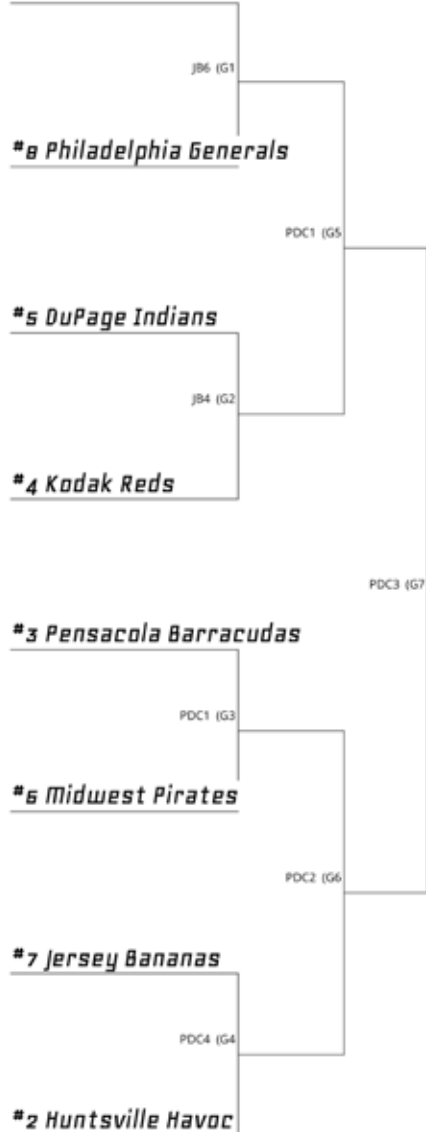 JB6 (G1
#8 Philadelphia Generals
PDC1 (G5
#5 DuPage Indians
JB4 (G2
#4 Kodak Reds
PDC3 (G7
#3 Pensacola Barracudas
PDC1 (G3
#6 Midwest Pirates
PDC2 (G6
#7 Jersey Bananas
PDC4 (G4
#2 Huntsville Havoc